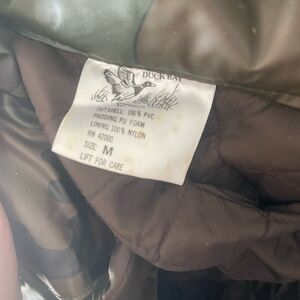 DUCK BAY
OUTSHELL: 100% PVC
PADDING: PU FOAM
LINING: 100% NYLON
RN 42000
SIZE: M
LIFT FOR CARE